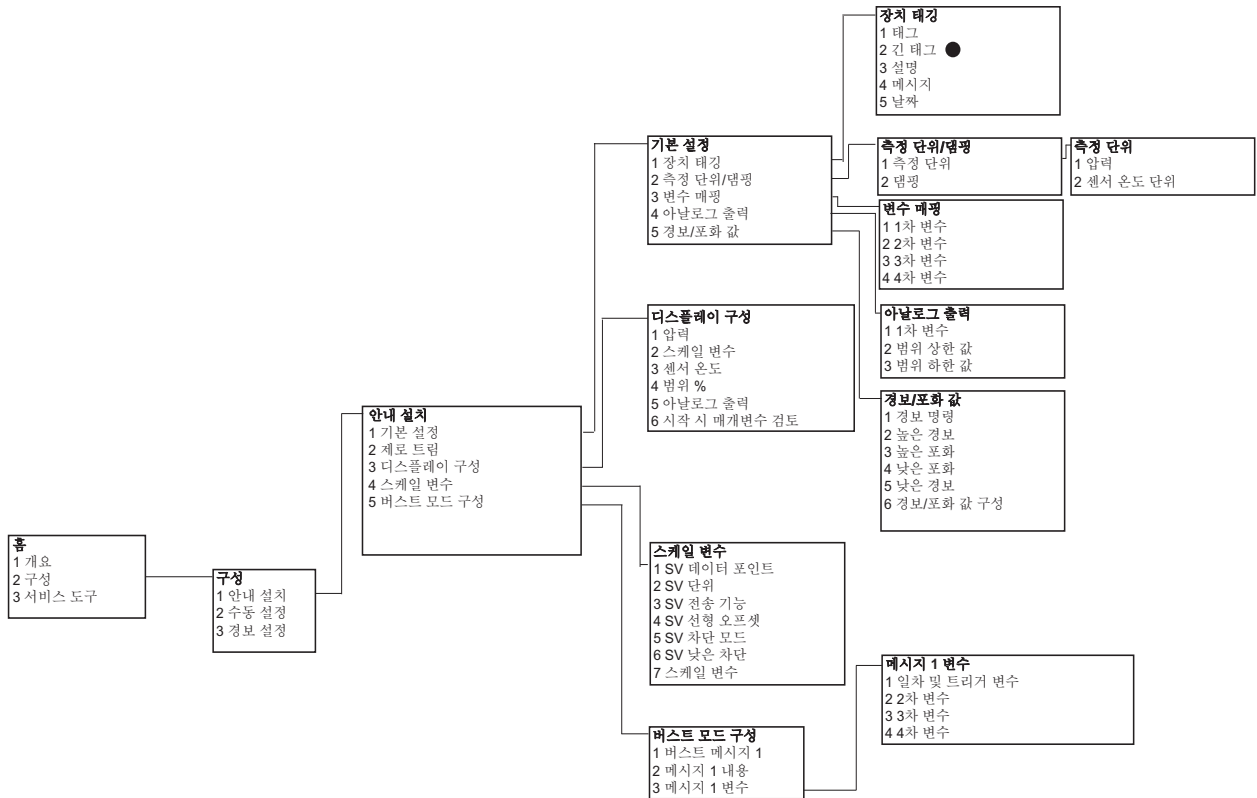 홈
1 개요
2 구성
3 서비스 도구
구성
1 안내 설치
2 수동 설정
3 경보 설정
안내 설치
1 기본 설정
2 제로 트림
3 디스플레이 구성
4 스케일 변수
5 버스트 모드 구성
기본 설정
1 장치 태깅
2 측정 단위/댐핑
3 변수 매핑
4 아날로그 출력
5 경보/포화 값
디스플레이 구성
1 압력
2 스케일 변수
3 센서 온도
4 범위 %
5 아날로그 출력
6 시작 시 매개변수 검토
스케일 변수
1 SV 데이터 포인트
2 SV 단위
3 SV 전송 기능
4 SV 선형 오프셋
5 SV 차단 모드
6 SV 낮은 차단
7 스케일 변수
버스트 모드 구성
1 버스트 메시지 1
2 메시지 1 내용
3 메시지 1 변수
장치 태깅
1 태그
2 긴 태그
3 설명
4 메시지
5 날짜
측정 단위/댐핑
1 측정 단위
2 댐핑
측정 단위
1 압력
2 센서 온도 단위
변수 매핑
1 1차 변수
2 2차 변수
3 3차 변수
4 4차 변수
아날로그 출력
1 1차 변수
2 범위 상한 값
3 범위 하한 값
경보/포화 값
1 경보 명령
2 높은 경보
3 높은 포화
4 낮은 포화
5 낮은 경보
6 경보/포화 값 구성
메시지 1 변수
1 일차 및 트리거 변수
2 2차 변수
3 3차 변수
4 4차 변수